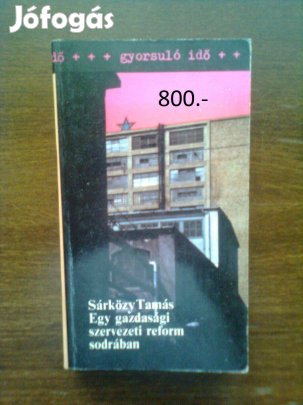 Jófogás
idő + + + gyorsuló idő + +
800.-
Sárközy Tamás
Egy gazdasági
szervezeti reform
sodrában